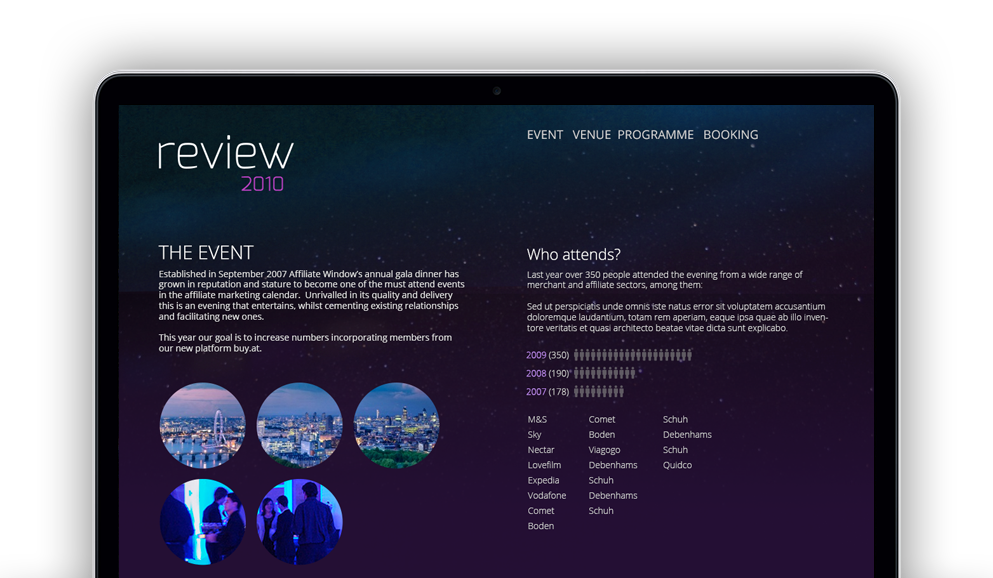 review
2010
EVENT VENUE PROGRAMME BOOKING
THE EVENT
Established in September 2007 Affiliate Window's annual gala dinner has
grown in reputation and stature to become one of the must attend events
in the affiliate marketing calendar. Unrivalled in its quality and delivery
this is an evening that entertains, whilst cementing existing relationships
and facilitating new ones.
This year our goal is to increase numbers incorporating members from
our new platform buy.at.
Who attends?
Last year over 350 people attended the evening from a wide range of
merchant and affiliate sectors, among them:
Sed ut perspiciatis unde omnis iste natus error sit voluptatem accusantium
doloremque laudantium, totam rem aperiam, eaque ipsa quae ab illo inven-
tore veritatis et quasi architecto beatae vitae dicta sunt explicabo.
2009 (350)
2008 (190)
2007 (178)
M&S Comet Schuh
Sky Boden Debenhams
Nectar Viagogo Schuh
Lovefilm Debenhams Quidco
Expedia Schuh
Vodafone Debenhams
Comet Schuh
Boden